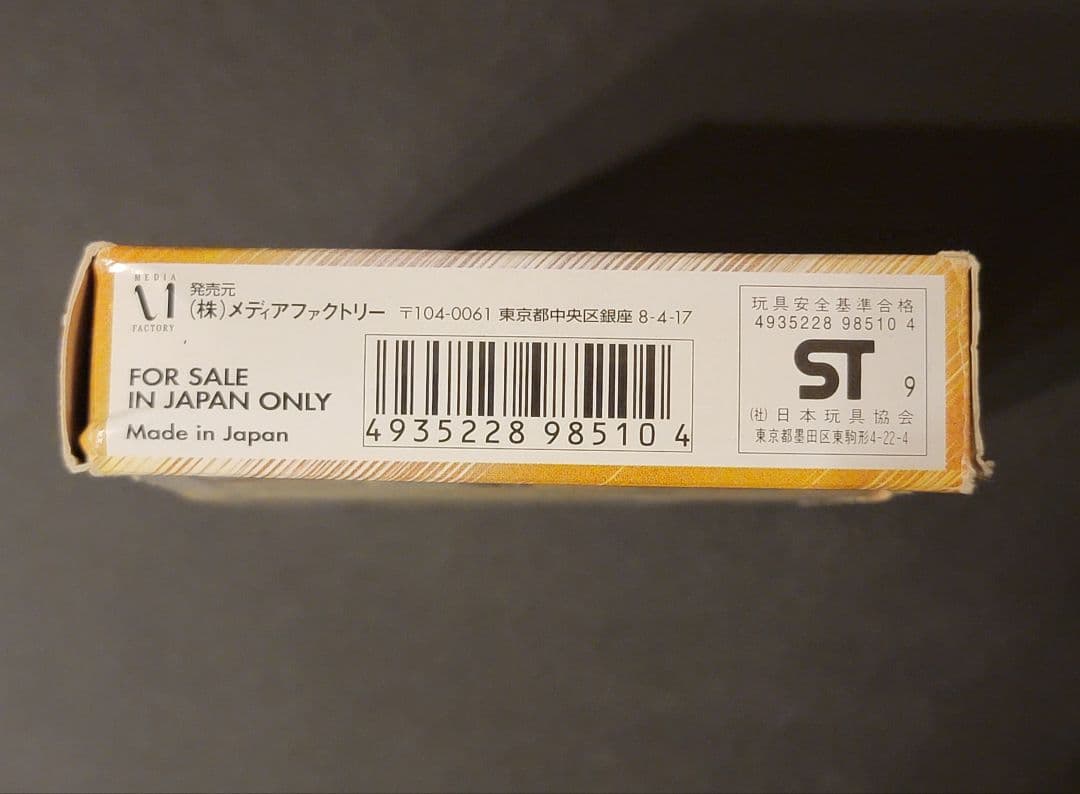 MEDIA
FACTORY
発売元
(株)メディアファクトリー 〒104-0061 東京都中央区銀座 8-4-17
FOR SALE
IN JAPAN ONLY
Made in Japan
4935228 98510 4
玩具安全基準合格
4935228 98510 4
ST 9
(社)日本玩具協会
東京都墨田区東駒形4-22-4